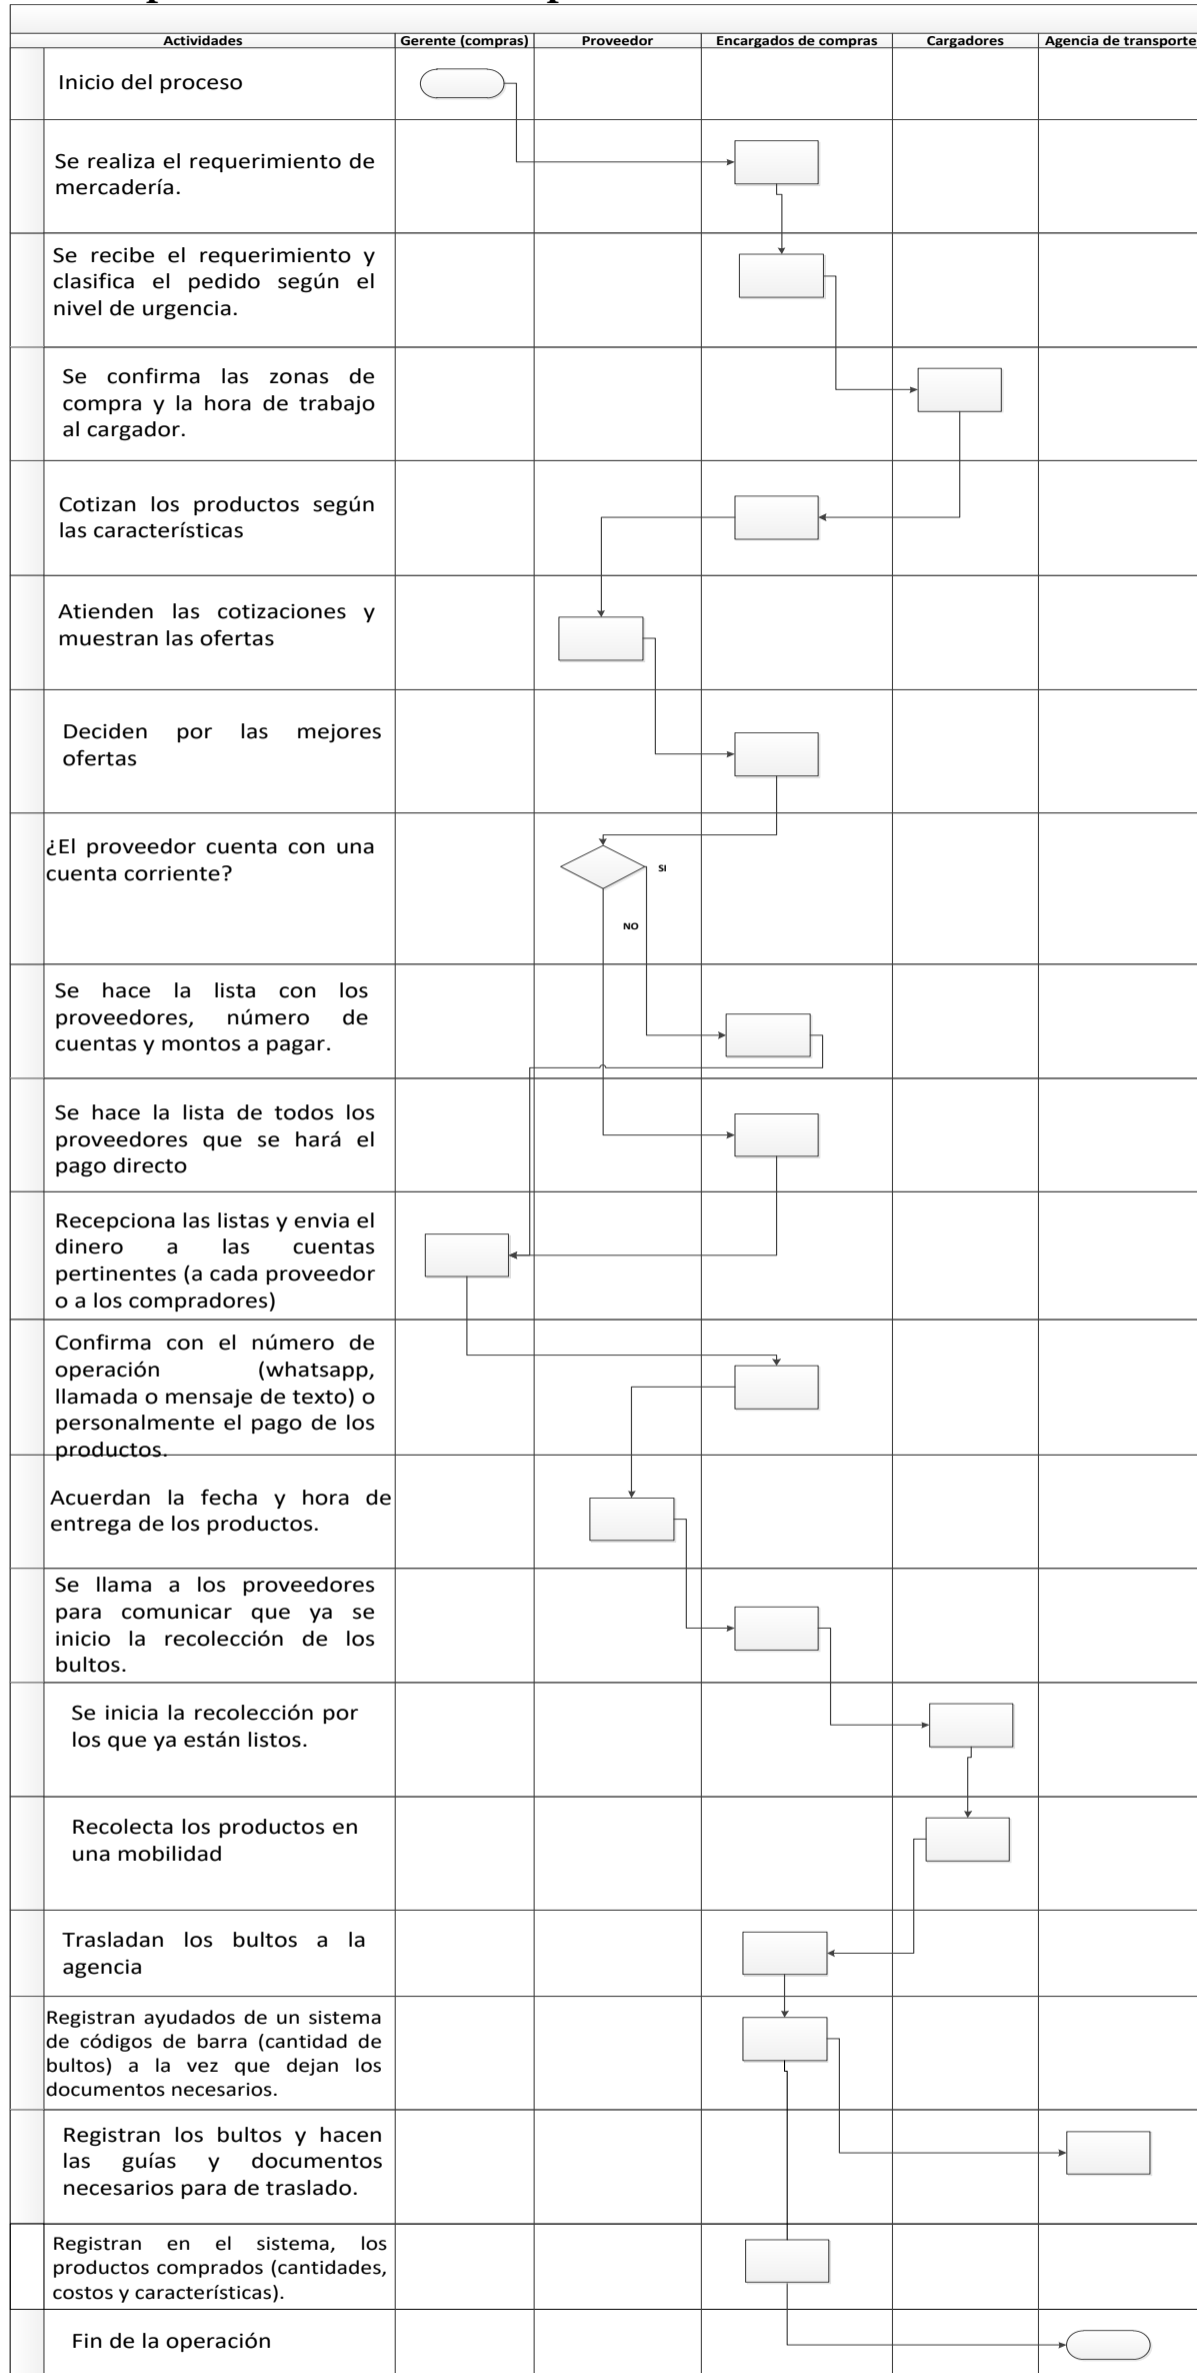 Actividades
Gerente (compras)
Proveedor
Encargados de compras
Cargadores
Agencia de transporte
Inicio del proceso
Se realiza el requerimiento de
mercadería.
Se recibe el requerimiento y
clasifica el pedido según el
nivel de urgencia.
Se confirma las zonas de
compra y la hora de trabajo
al cargador.
Cotizan los productos según
las características
Atienden las cotizaciones y
muestran las ofertas
Deciden por las mejores
ofertas
¿El proveedor cuenta con una
cuenta corriente?
SI
NO
Se hace la lista con los
proveedores, número de
cuentas y montos a pagar.
Se hace la lista de todos los
proveedores que se hará el
pago directo
Recepciona las listas y envia el
dinero a las cuentas
pertinentes (a cada proveedor
o a los compradores)
Confirma con el número de
operación (whatsapp,
llamada o mensaje de texto) o
personalmente el pago de los
productos.
Acuerdan la fecha y hora de
entrega de los productos.
Se llama a los proveedores
para comunicar que ya se
inicio la recolección de los
bultos.
Se inicia la recolección por
los que ya están listos.
Recolecta los productos en
una mobilidad
Trasladan los bultos a la
agencia
Registran ayudados de un sistema
de códigos de barra (cantidad de
bultos) a la vez que dejan los
documentos necesarios.
Registran los bultos y hacen
las guías y documentos
necesarios para de traslado.
Registran en el sistema, los
productos comprados (cantidades,
costos y características).
Fin de la operación